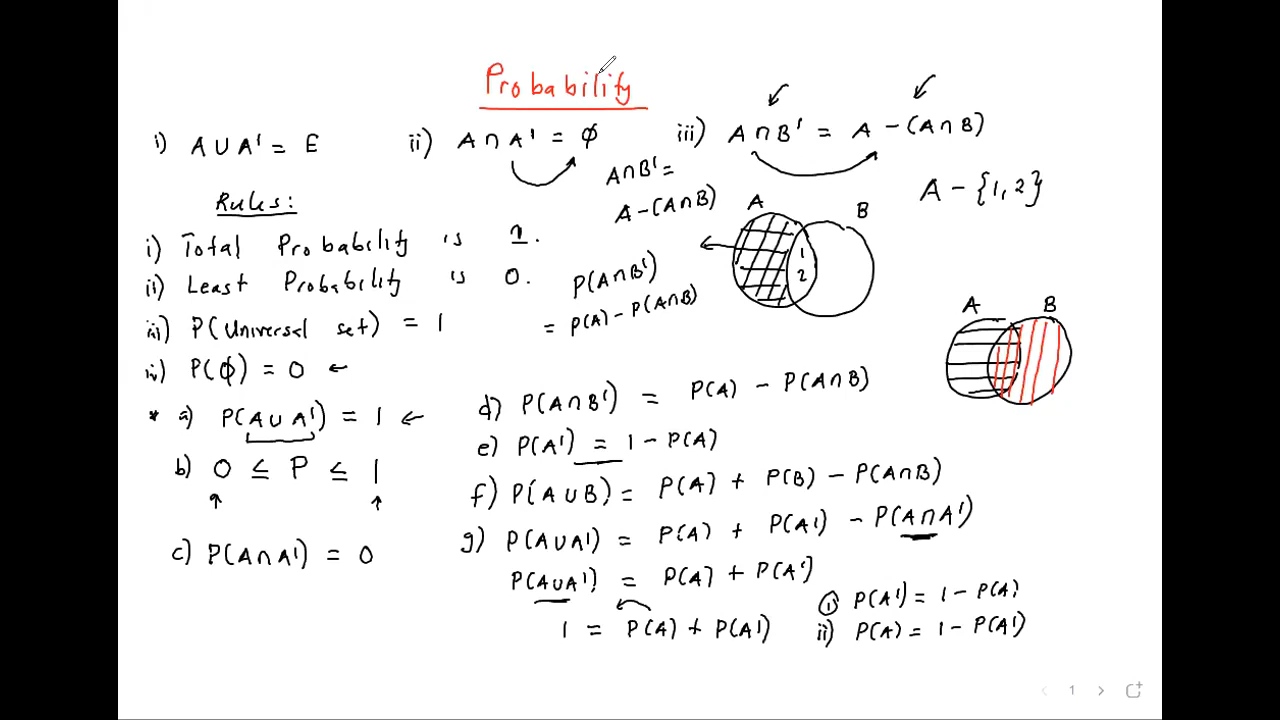 Probability
i) A ∪ A' = E
ii) A ∩ A' = ϕ
iii) A ∩ B' = A - (A ∩ B)
A ∩ B' =
A - (A ∩ B)
A - {1, 2}
Rules:
i) Total Probability is 1.
ii) Least Probability is 0.
iii) P(Universal set) = 1
iv) P(ϕ) = 0 ←
P(A ∩ B')
= P(A) - P(A ∩ B)
A B
1
2
A B
* a) P(A ∪ A') = 1 ←
b) 0 ≤ P ≤ 1
c) P(A ∩ A') = 0
d) P(A ∩ B') = P(A) - P(A ∩ B)
e) P(A') = 1 - P(A)
f) P(A ∪ B) = P(A) + P(B) - P(A ∩ B)
g) P(A ∪ A') = P(A) + P(A') - P(A ∩ A')
P(A ∪ A') = P(A) + P(A')
1 = P(A) + P(A')
i) P(A') = 1 - P(A)
ii) P(A) = 1 - P(A')
1